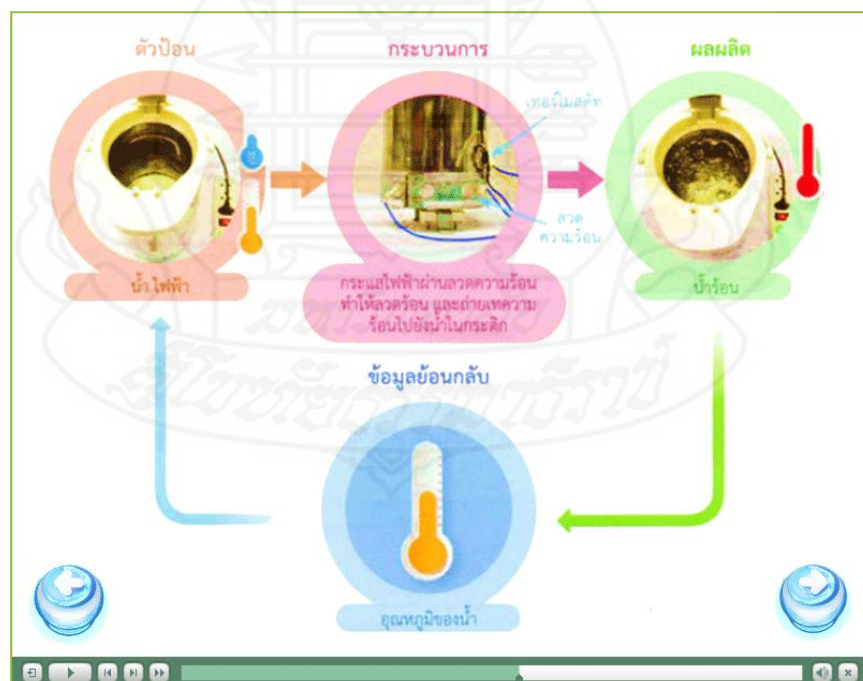 ตัวป้อน
กระบวนการ
ผลผลิต
เทอร์โมสตัท
ลวด
ความร้อน
น้ำ ไฟฟ้า
กระแสไฟฟ้าผ่านลวดความร้อน
ทำให้ลวดร้อน และถ่ายเทความ
ร้อนไปยังน้ำในกระติก
น้ำร้อน
ข้อมูลย้อนกลับ
อุณหภูมิของน้ำ